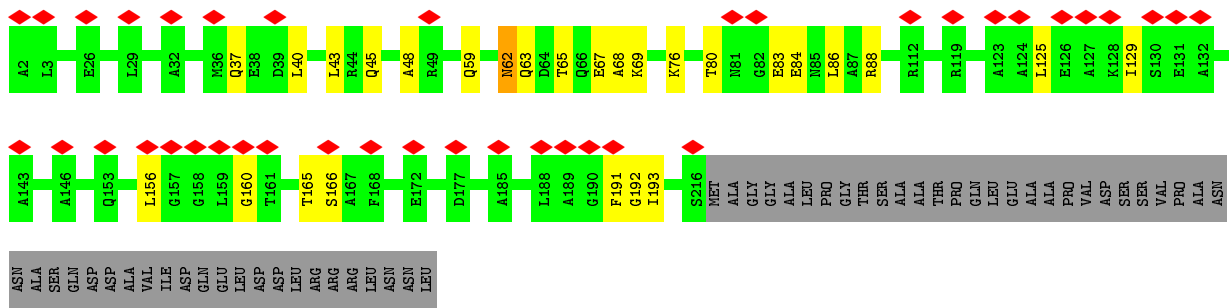 A2 L3 E26 L29 A32 M36 Q37 E38 D39 L40 L43 R44 Q45 A48 R49 Q59 N62 Q63 D64 T65 Q66 E67 A68 K69 K76 T80 N81 G82 E83 E84 N85 L86 A87 R88 R112 R119 A123 A124 L125 E126 A127 K128 I129 S130 E131 A132
A143 A146 Q153 L156 G157 G158 L159 G160 T161 T165 S166 A167 F168 E172 D177 A185 L188 A189 G190 F191 G192 I193 S216 MET ALA GLY GLY ALA LEU PRO GLY THR SER ALA ALA THR PRO GLN LEU GLU ALA ALA PRO VAL ASP SER SER VAL PRO ALA ASN
ASN ALA SER GLN ASP ASP ALA VAL ILE ASP GLN GLU LEU ASP ASP LEU ARG ARG ARG LEU ASN ASN LEU